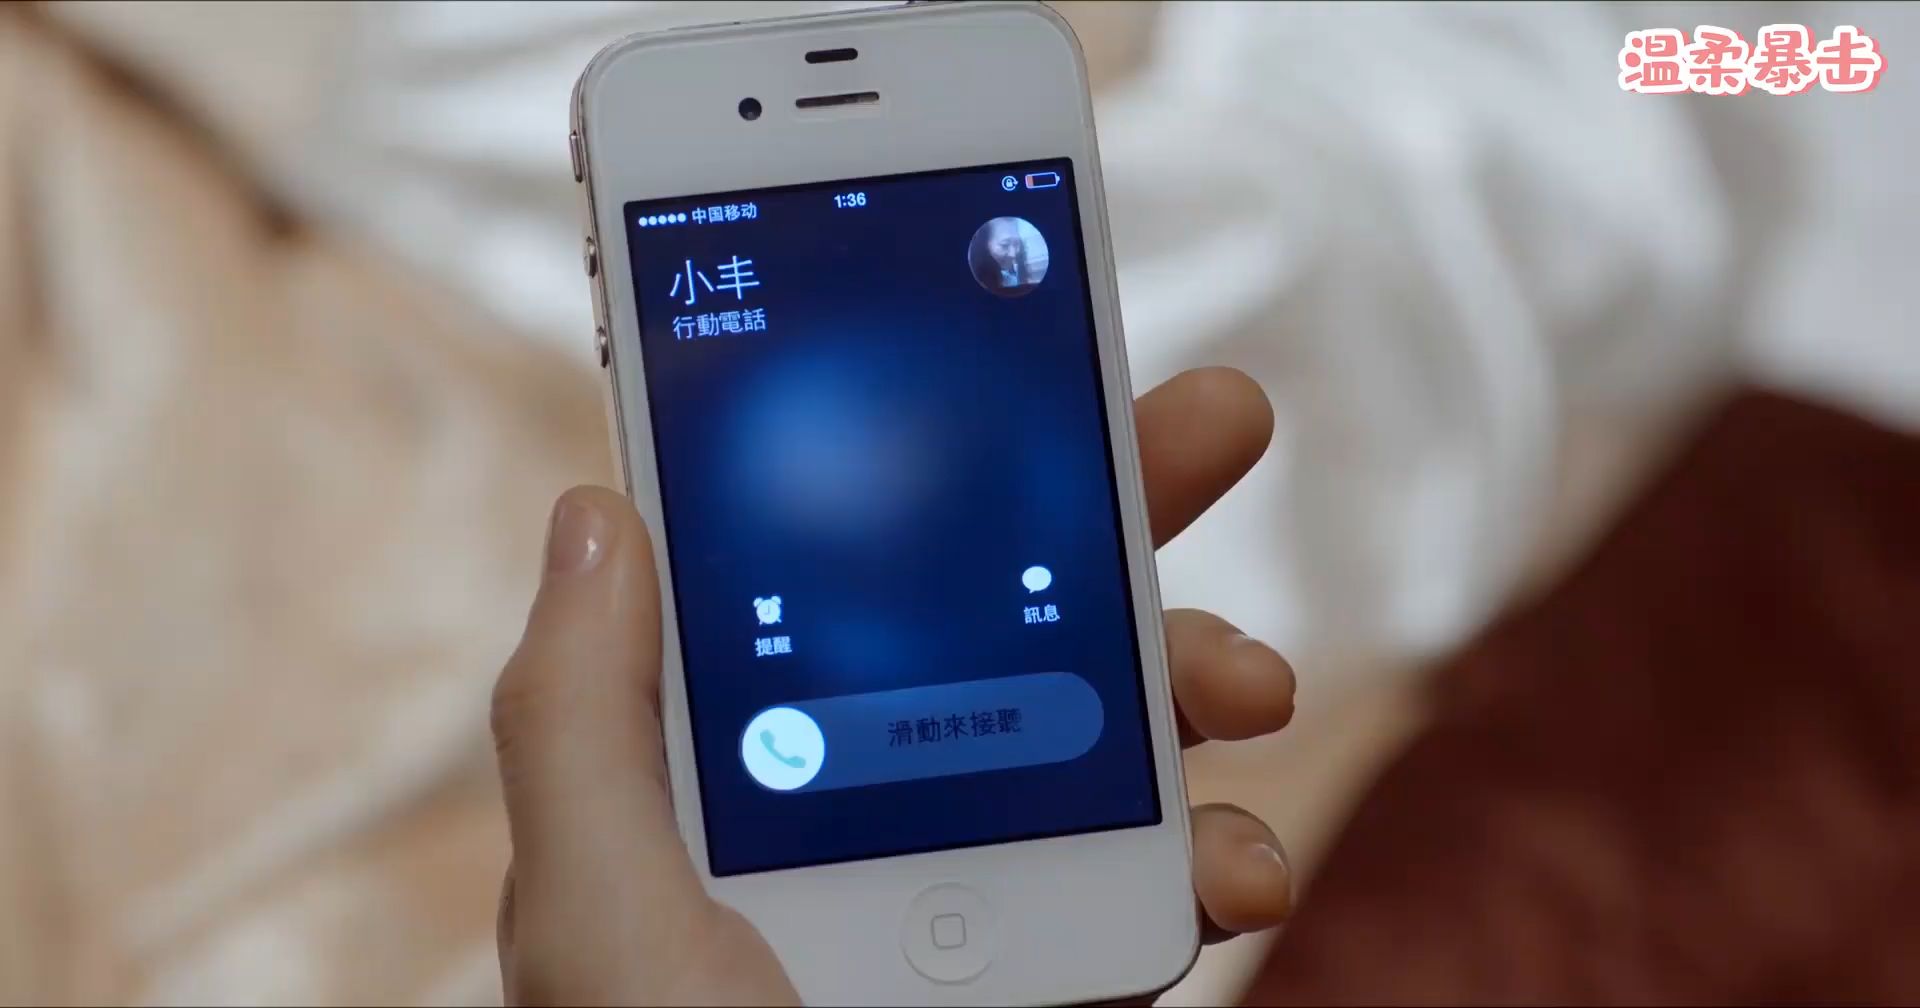 温柔暴击
中国移动 1:36
小丰
行動電話
提醒
訊息
滑動來接聽